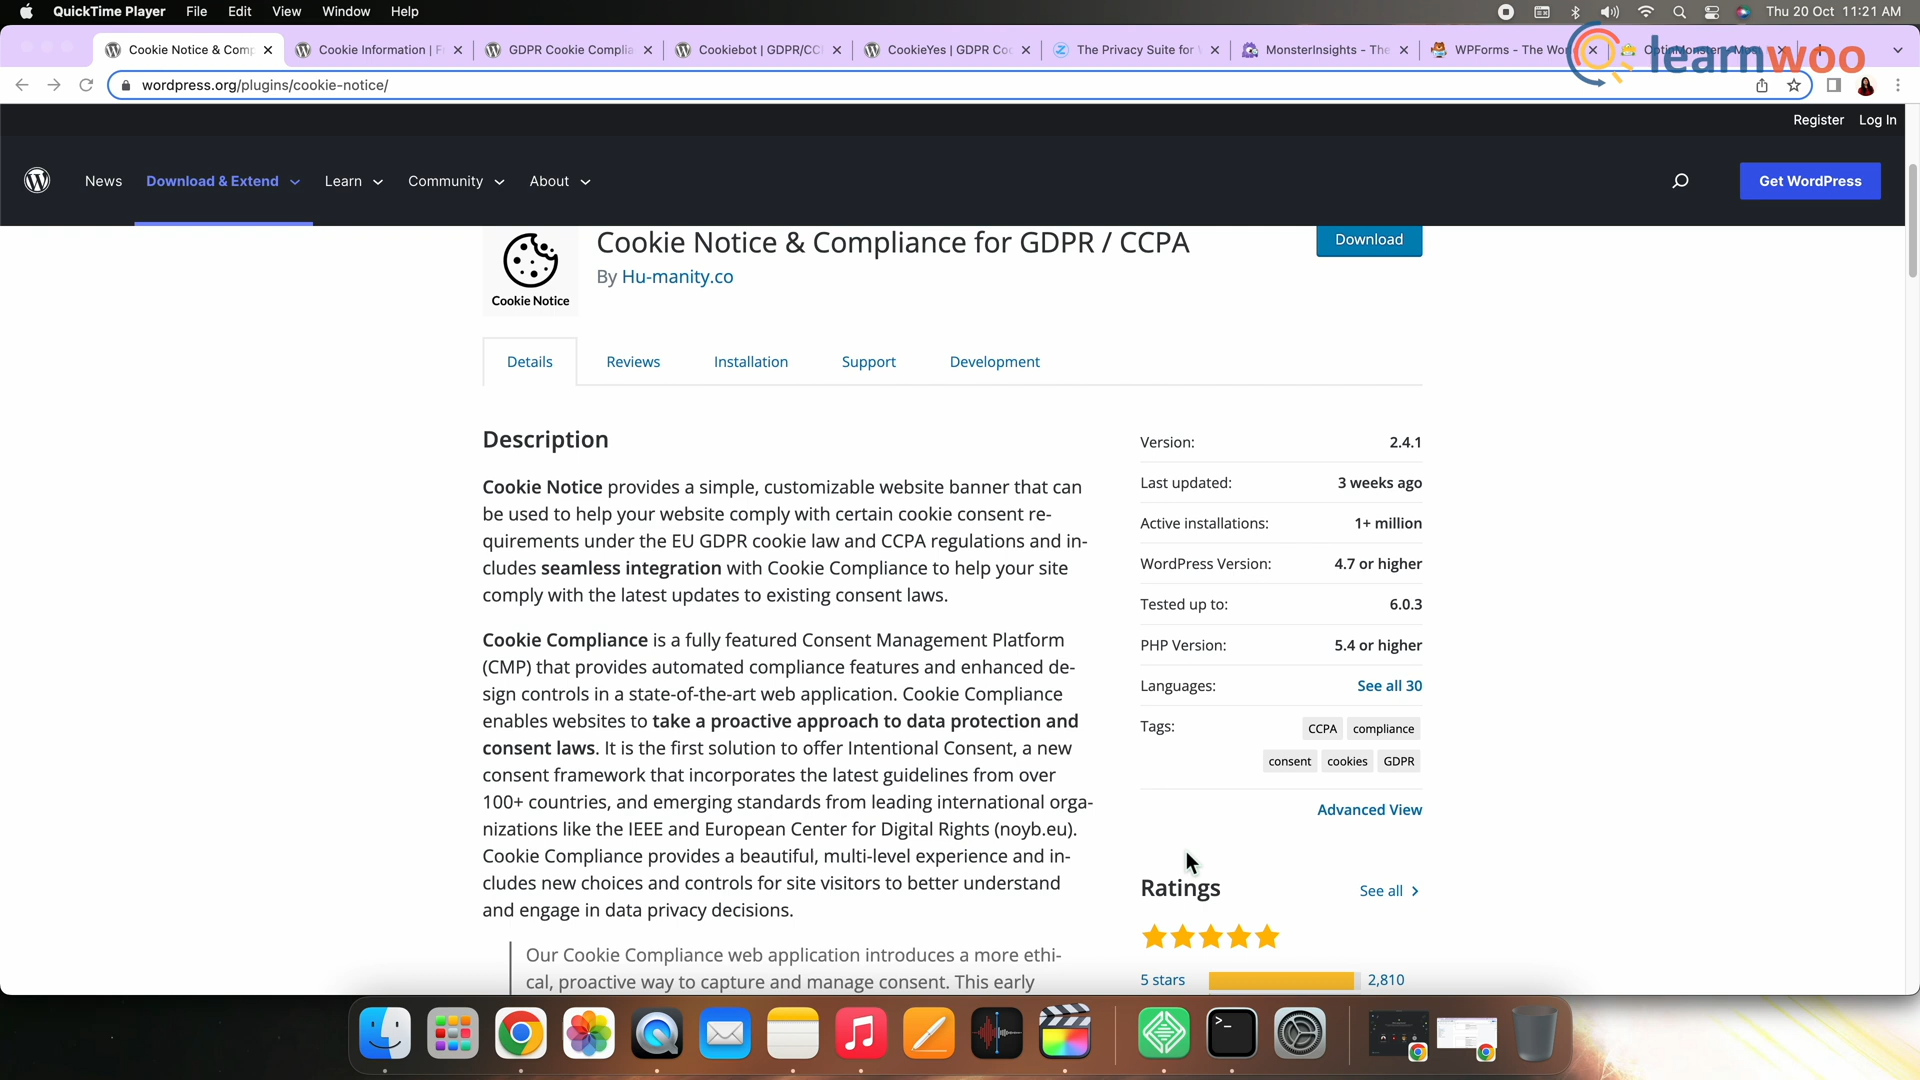 QuickTime Player File Edit View Window Help
Thu 20 Oct 11:21 AM
Cookie Notice & Comp
Cookie Information | F
GDPR Cookie Complia
Cookiebot | GDPR/CC
CookieYes | GDPR Coo
The Privacy Suite for
MonsterInsights - The
WPForms - The Wor
learnwoo
wordpress.org/plugins/cookie-notice/
Register Log In
News Download & Extend Learn Community About
Get WordPress
Cookie Notice
Cookie Notice & Compliance for GDPR / CCPA
By Hu-manity.co
Download
Details Reviews Installation Support Development
Description
Cookie Notice provides a simple, customizable website banner that can
be used to help your website comply with certain cookie consent re-
quirements under the EU GDPR cookie law and CCPA regulations and in-
cludes seamless integration with Cookie Compliance to help your site
comply with the latest updates to existing consent laws.
Cookie Compliance is a fully featured Consent Management Platform
(CMP) that provides automated compliance features and enhanced de-
sign controls in a state-of-the-art web application. Cookie Compliance
enables websites to take a proactive approach to data protection and
consent laws. It is the first solution to offer Intentional Consent, a new
consent framework that incorporates the latest guidelines from over
100+ countries, and emerging standards from leading international orga-
nizations like the IEEE and European Center for Digital Rights (noyb.eu).
Cookie Compliance provides a beautiful, multi-level experience and in-
cludes new choices and controls for site visitors to better understand
and engage in data privacy decisions.
Our Cookie Compliance web application introduces a more ethi-
cal, proactive way to capture and manage consent. This early
Version: 2.4.1
Last updated: 3 weeks ago
Active installations: 1+ million
WordPress Version: 4.7 or higher
Tested up to: 6.0.3
PHP Version: 5.4 or higher
Languages: See all 30
Tags: CCPA compliance
consent cookies GDPR
Advanced View
Ratings See all
5 stars 2,810